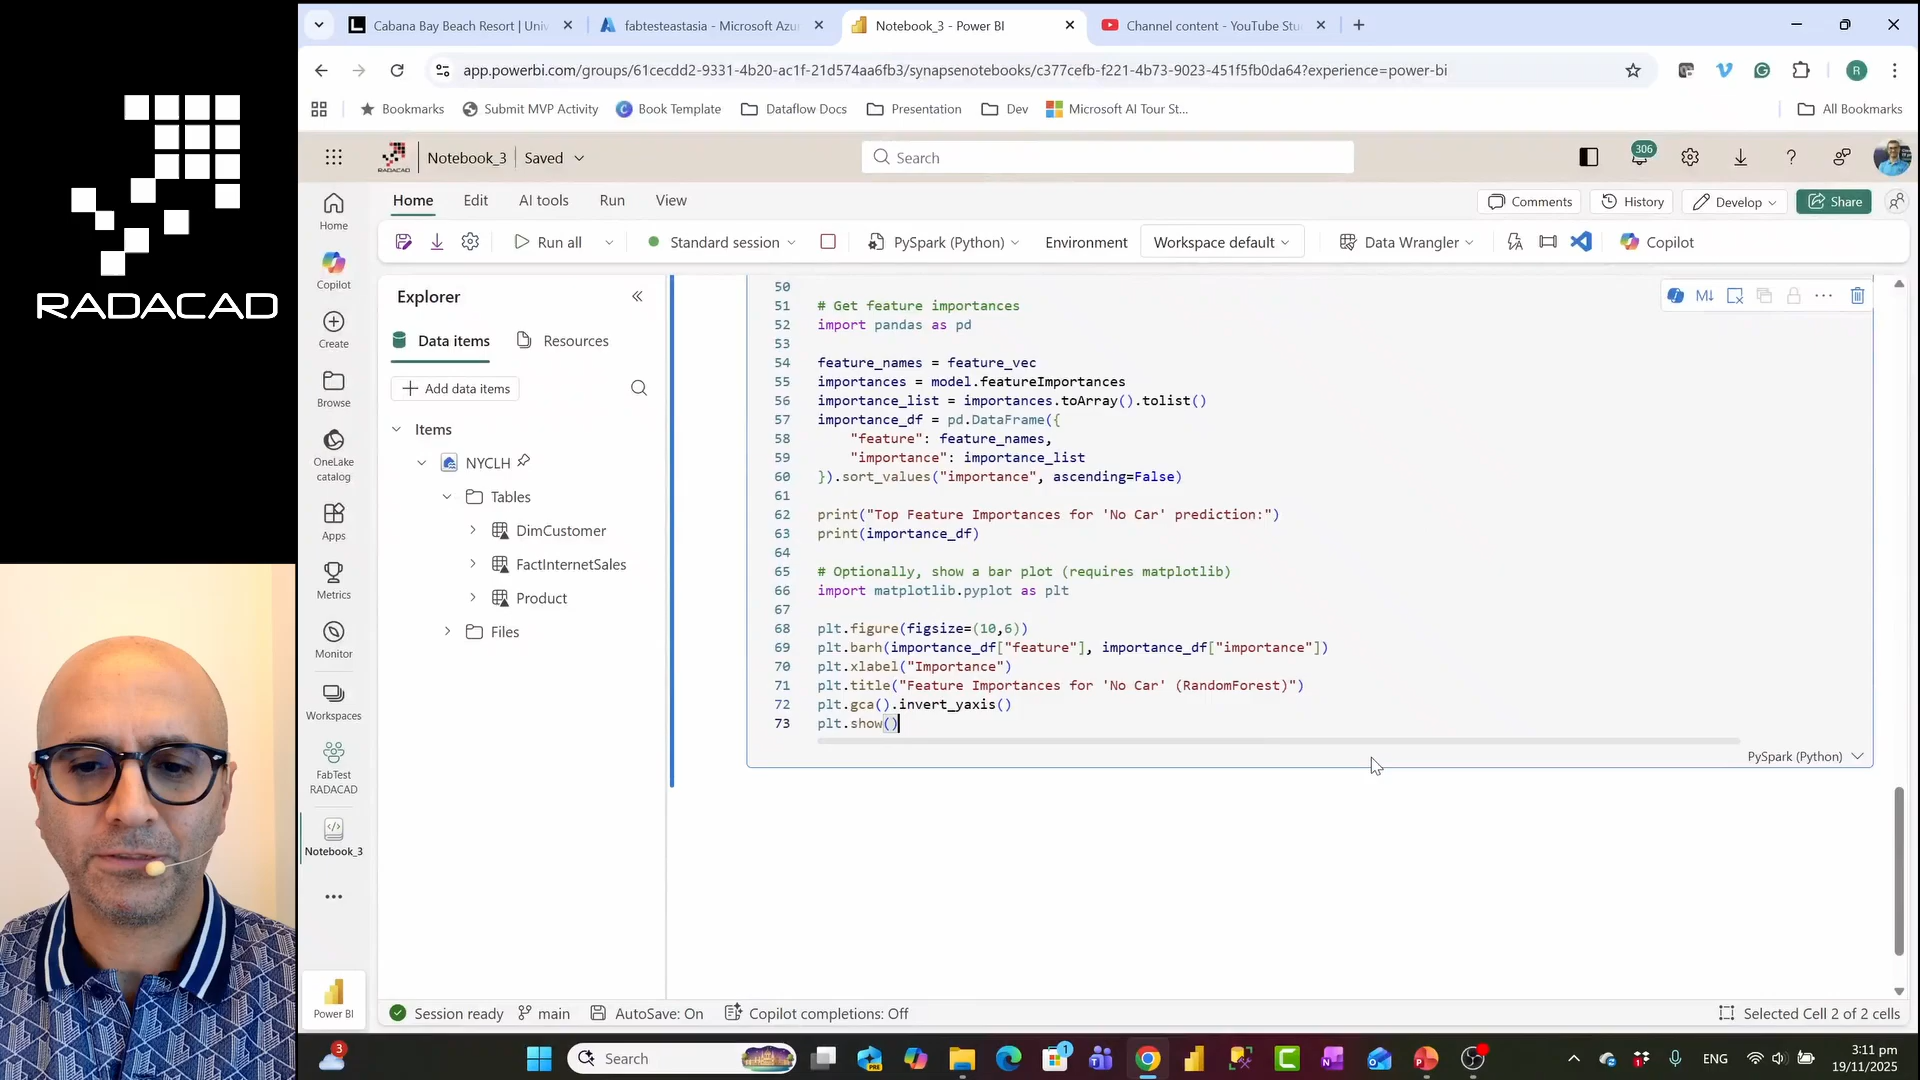 RADACAD
Cabana Bay Beach Resort | Univ
fabtesteastasia - Microsoft Azu
Notebook_3 - Power BI
Channel content - YouTube Stu
app.powerbi.com/groups/61cecdd2-9331-4b20-ac1f-21d574aa6fb3/synapsenotebooks/c377cefb-f221-4b73-9023-451f5fb0da64?experience=power-bi
R
Bookmarks
Submit MVP Activity
Book Template
Dataflow Docs
Presentation
Dev
Microsoft AI Tour St...
All Bookmarks
RADACAD
Notebook_3
Saved
Search
306
Home
Edit
AI tools
Run
View
Comments
History
Develop
Share
Run all
Standard session
PySpark (Python)
Environment
Workspace default
Data Wrangler
Copilot
Home
Copilot
Create
Browse
OneLake
catalog
Apps
Metrics
Monitor
Workspaces
FabTest
RADACAD
Notebook_3
Power BI
Explorer
Data items
Resources
Add data items
Items
NYCLH
Tables
DimCustomer
FactInternetSales
Product
Files
50
51 # Get feature importances
52 import pandas as pd
53
54 feature_names = feature_vec
55 importances = model.featureImportances
56 importance_list = importances.toArray().tolist()
57 importance_df = pd.DataFrame({
58 "feature": feature_names,
59 "importance": importance_list
60 }).sort_values("importance", ascending=False)
61
62 print("Top Feature Importances for 'No Car' prediction:")
63 print(importance_df)
64
65 # Optionally, show a bar plot (requires matplotlib)
66 import matplotlib.pyplot as plt
67
68 plt.figure(figsize=(10,6))
69 plt.barh(importance_df["feature"], importance_df["importance"])
70 plt.xlabel("Importance")
71 plt.title("Feature Importances for 'No Car' (RandomForest)")
72 plt.gca().invert_yaxis()
73 plt.show()
M↓
PySpark (Python)
Session ready
main
AutoSave: On
Copilot completions: Off
Selected Cell 2 of 2 cells
3
Search
PRE
1
ENG
3:11 pm
19/11/2025